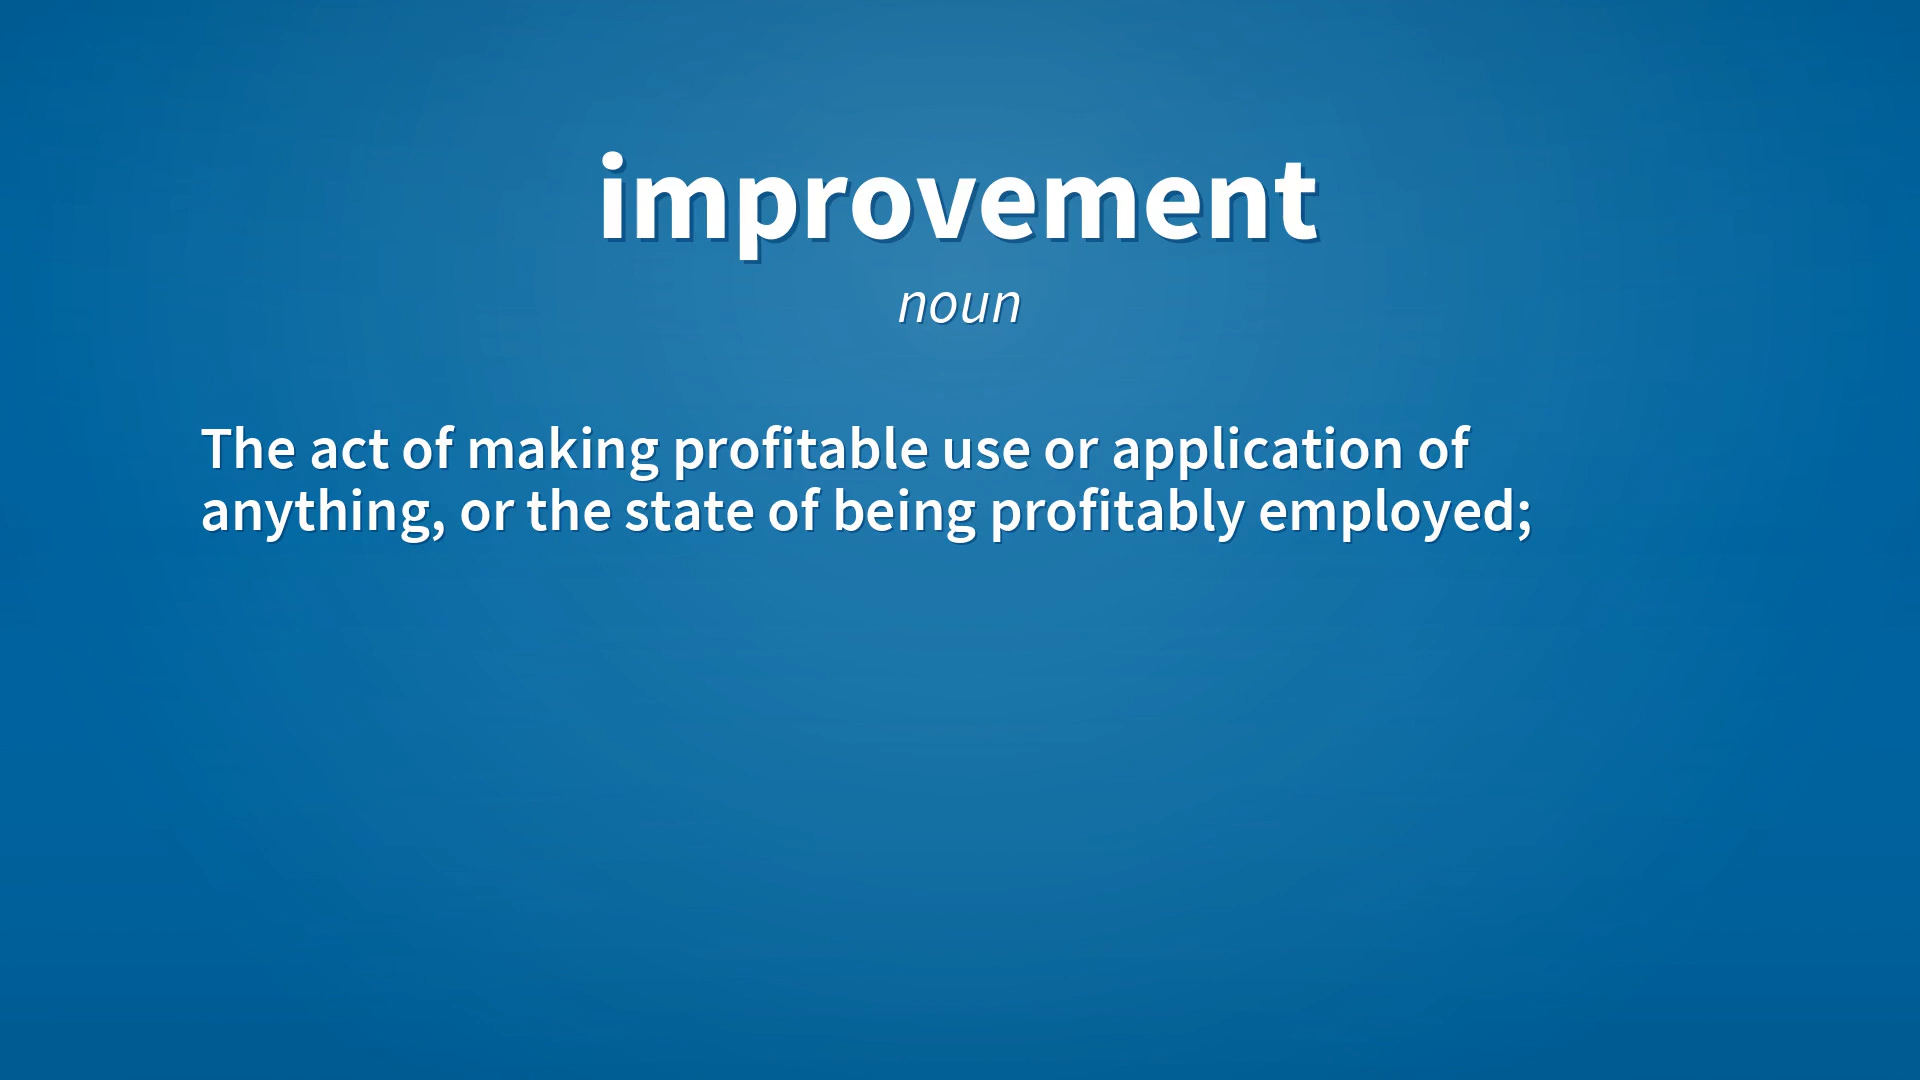 improvement
noun
The act of making profitable use or application of
anything, or the state of being profitably employed;